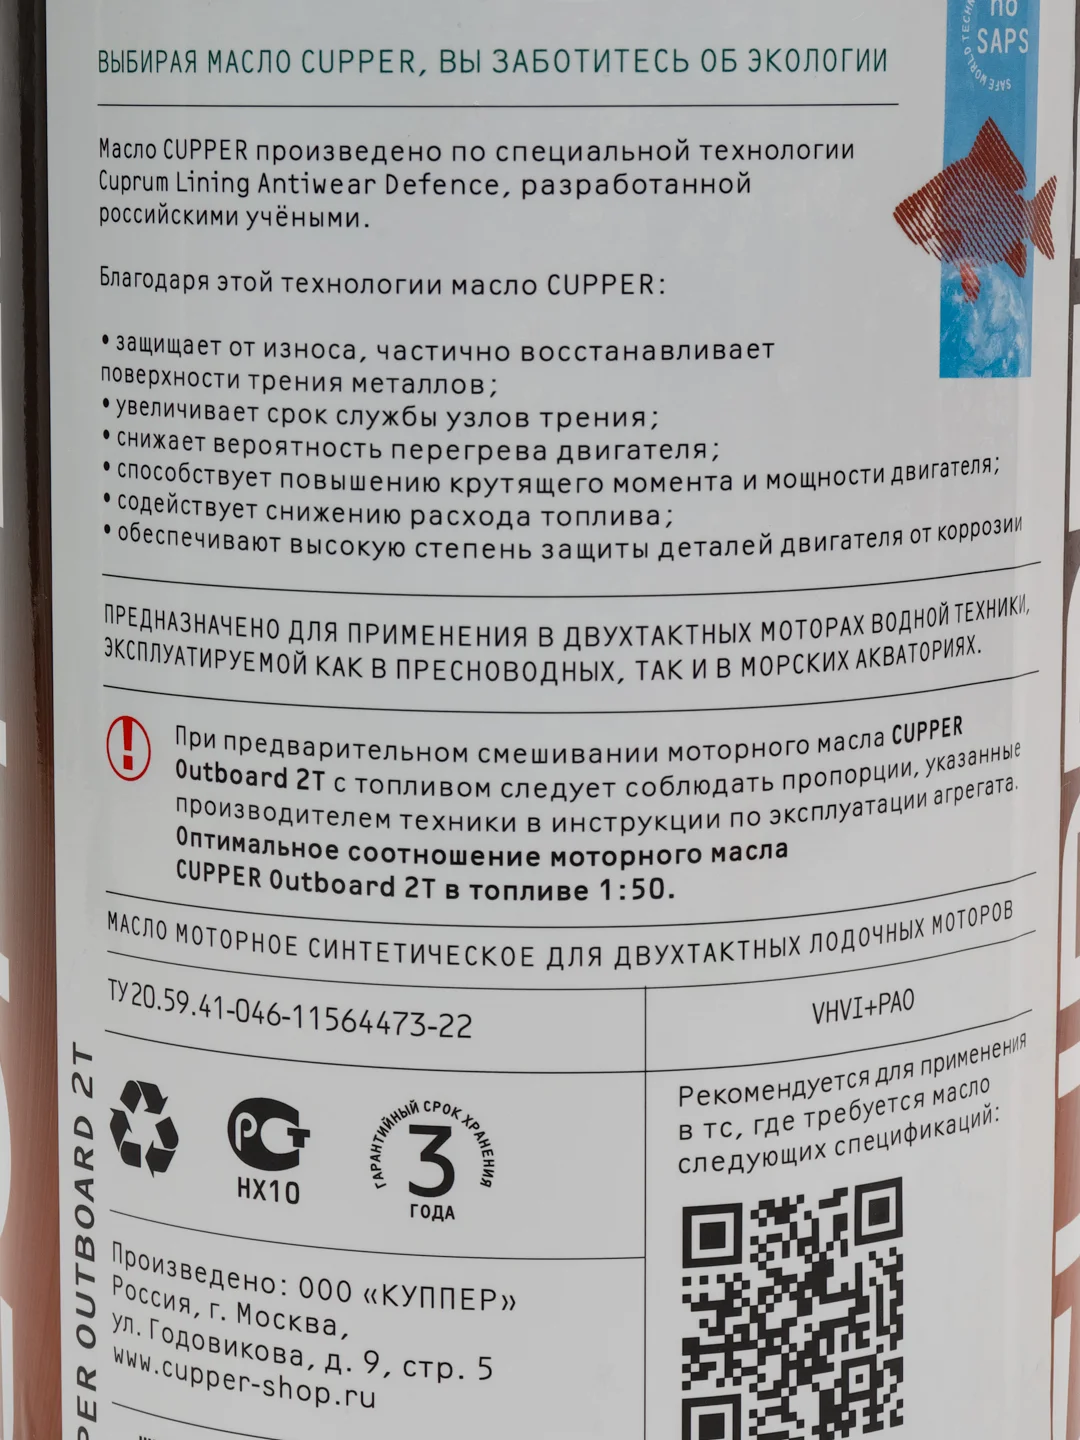 no
SAPS
SAFE WORLD TECHN
ВЫБИРАЯ МАСЛО CUPPER, ВЫ ЗАБОТИТЕСЬ ОБ ЭКОЛОГИИ
Масло CUPPER произведено по специальной технологии
Cuprum Lining Antiwear Defence, разработанной
российскими учёными.
Благодаря этой технологии масло CUPPER:
• защищает от износа, частично восстанавливает
поверхности трения металлов;
• увеличивает срок службы узлов трения;
• снижает вероятность перегрева двигателя;
• способствует повышению крутящего момента и мощности двигателя;
• содействует снижению расхода топлива;
• обеспечивают высокую степень защиты деталей двигателя от коррозии
ПРЕДНАЗНАЧЕНО ДЛЯ ПРИМЕНЕНИЯ В ДВУХТАКТНЫХ МОТОРАХ ВОДНОЙ ТЕХНИКИ,
ЭКСПЛУАТИРУЕМОЙ КАК В ПРЕСНОВОДНЫХ, ТАК И В МОРСКИХ АКВАТОРИЯХ.
При предварительном смешивании моторного масла CUPPER
Outboard 2T с топливом следует соблюдать пропорции, указанные
производителем техники в инструкции по эксплуатации агрегата.
Оптимальное соотношение моторного масла
CUPPER Outboard 2T в топливе 1:50.
МАСЛО МОТОРНОЕ СИНТЕТИЧЕСКОЕ ДЛЯ ДВУХТАКТНЫХ ЛОДОЧНЫХ МОТОРОВ
ТУ20.59.41-046-11564473-22
VHVI+PAO
РСТ
НХ10
ГАРАНТИЙНЫЙ СРОК ХРАНЕНИЯ
3
ГОДА
Рекомендуется для применения
в тс, где требуется масло
следующих спецификаций:
Произведено: ООО «КУППЕР»
Россия, г. Москва,
ул. Годовикова, д. 9, стр. 5
www.cupper-shop.ru
PER OUTBOARD 2T